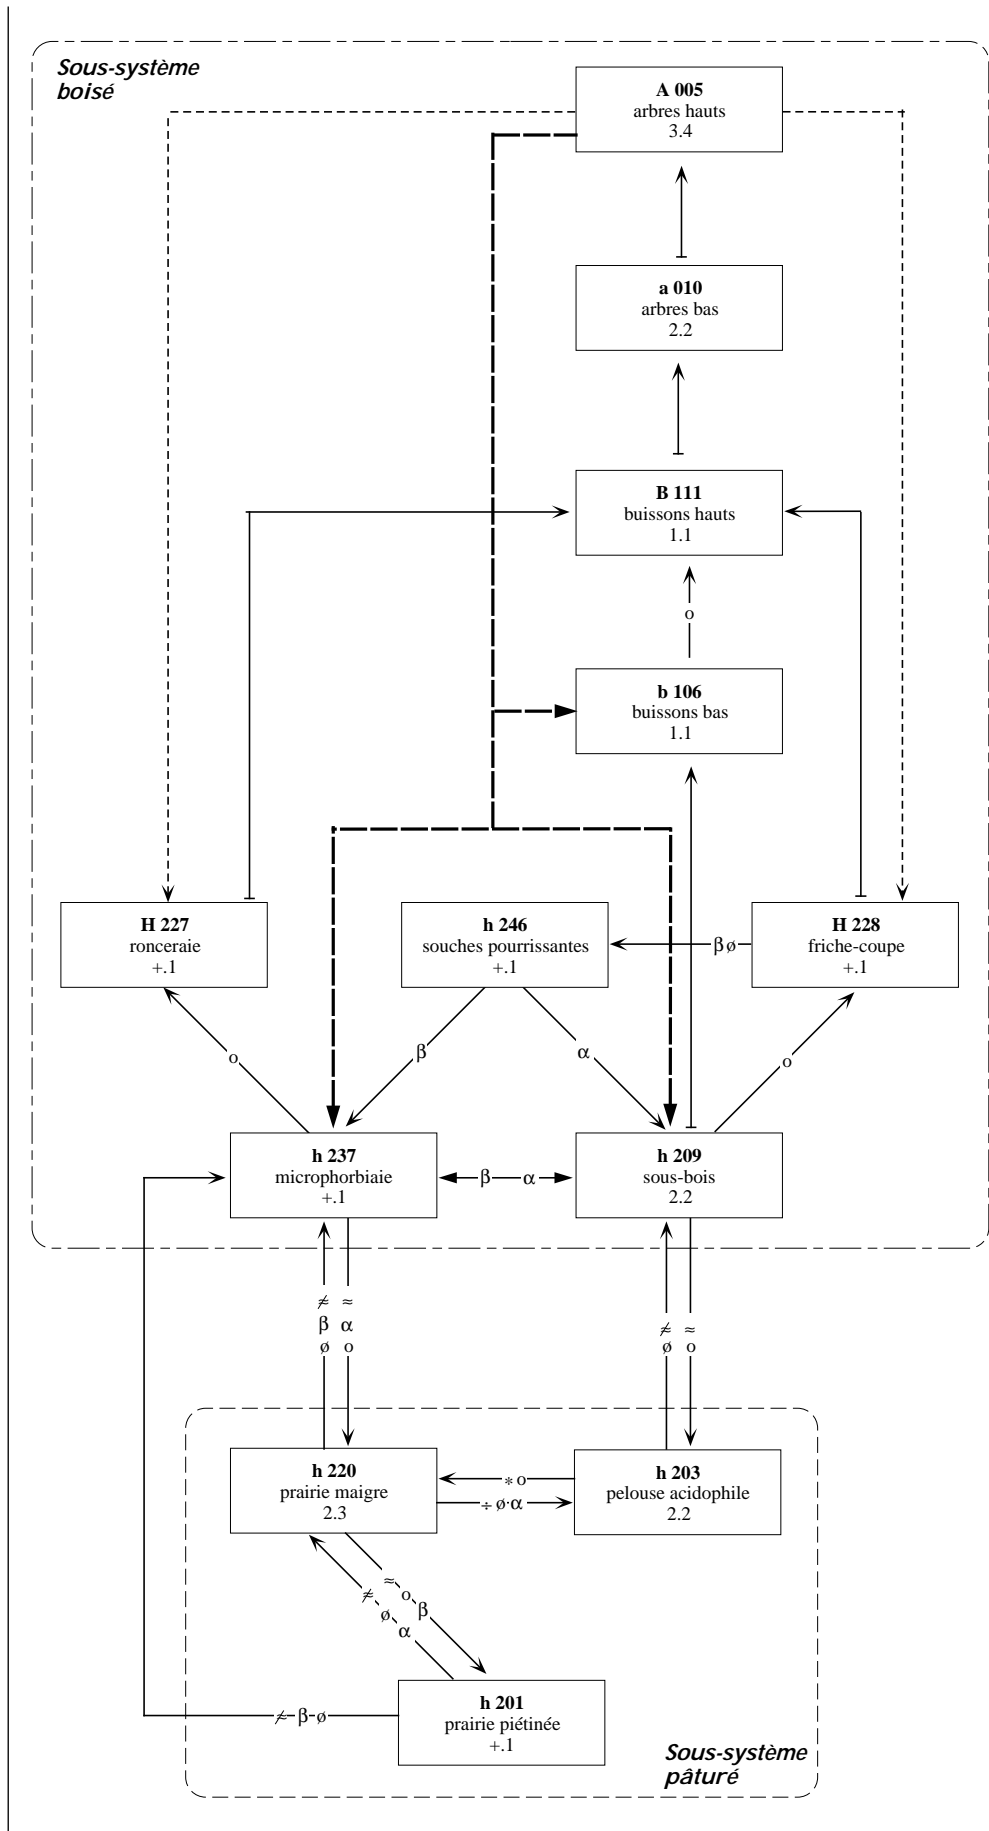 Sous-système
boisé
A 005
arbres hauts
3.4
a 010
arbres bas
2.2
B 111
buissons hauts
1.1
o
b 106
buissons bas
1.1
H 227
ronceraie
+.1
h 246
souches pourrissantes
+.1
βø
H 228
friche-coupe
+.1
o
β
α
o
h 237
microphorbiaie
+.1
β
α
h 209
sous-bois
2.2
≉ ≈
β α
ø o
≉ ≈
ø o
h 220
prairie maigre
2.3
* o
÷ ø·α
h 203
pelouse acidophile
2.2
≈ o β
≉ ø α
h 201
prairie piétinée
+.1
≉ β ø
Sous-système
pâturé